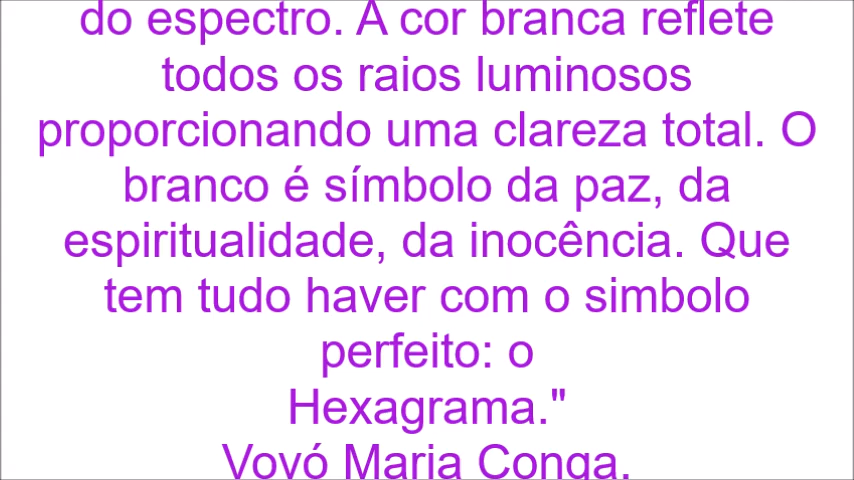 do espectro. A cor branca reflete
todos os raios luminosos
proporcionando uma clareza total. O
branco é símbolo da paz, da
espiritualidade, da inocência. Que
tem tudo haver com o simbolo
perfeito: o
Hexagrama."
Vovó Maria Conga.